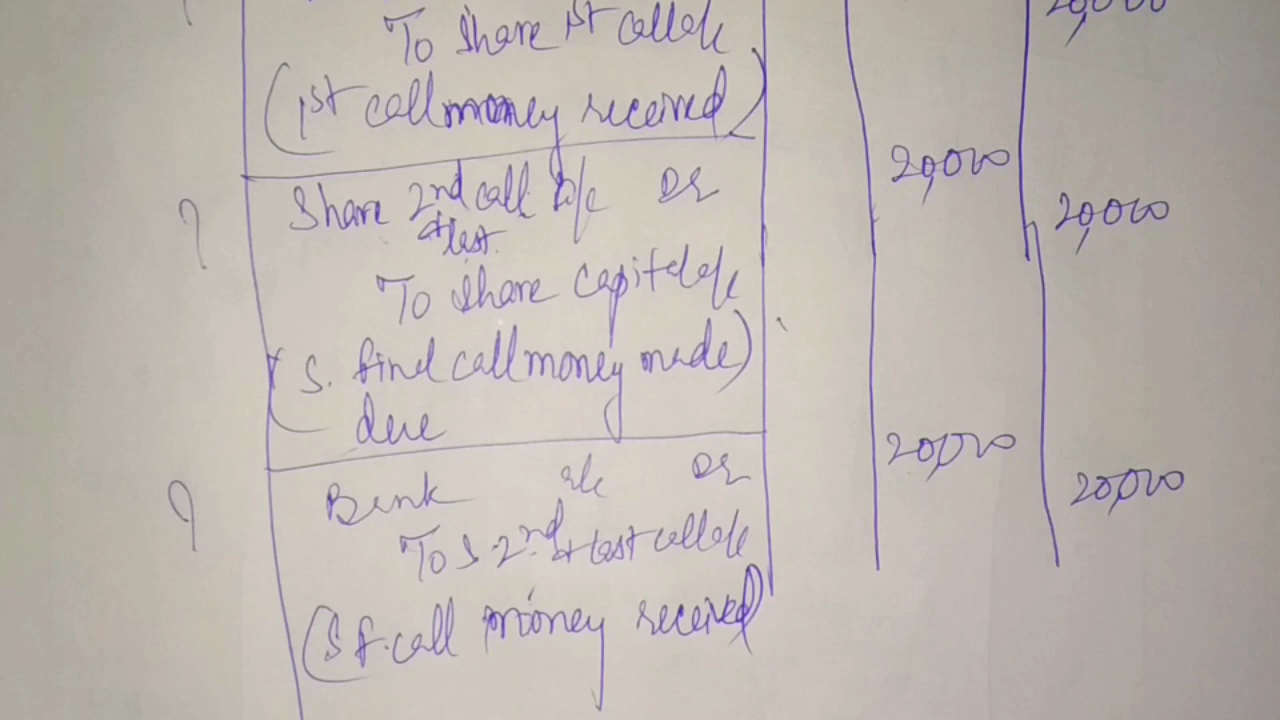 20,000
To Share 1st call a/c
(1st call money received)
? Share 2nd call a/c Dr 20,000
+ last
To Share Capital a/c 20,000
(S. final call money made)
due
? Bank a/c Dr 20,000
To S 2nd + last call a/c 20,000
(S f. call money received)